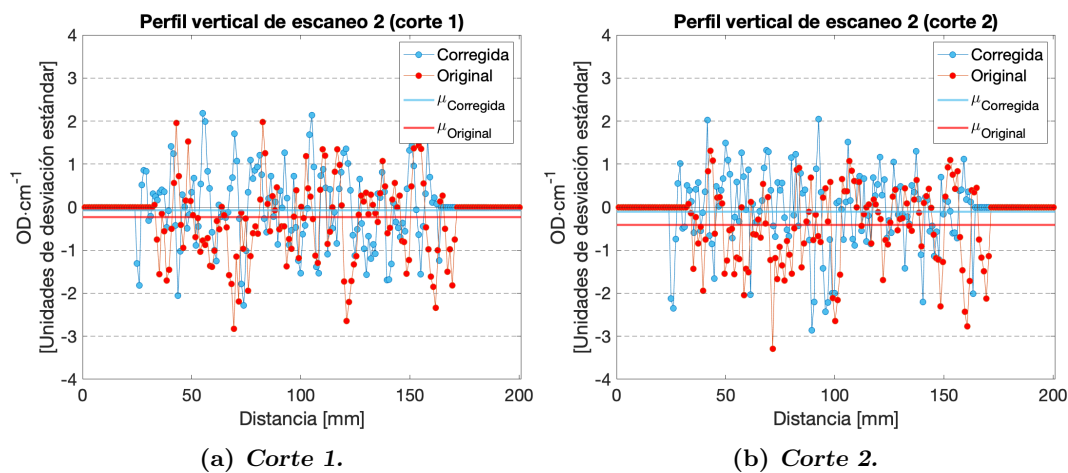 Perfil vertical de escaneo 2 (corte 1)
OD·cm⁻¹
[Unidades de desviación estándar]
4
3
2
1
0
-1
-2
-3
-4
Corregida
Original
μCorregida
μOriginal
0
50
100
150
200
Distancia [mm]
(a) Corte 1.
Perfil vertical de escaneo 2 (corte 2)
OD·cm⁻¹
[Unidades de desviación estándar]
4
3
2
1
0
-1
-2
-3
-4
Corregida
Original
μCorregida
μOriginal
0
50
100
150
200
Distancia [mm]
(b) Corte 2.